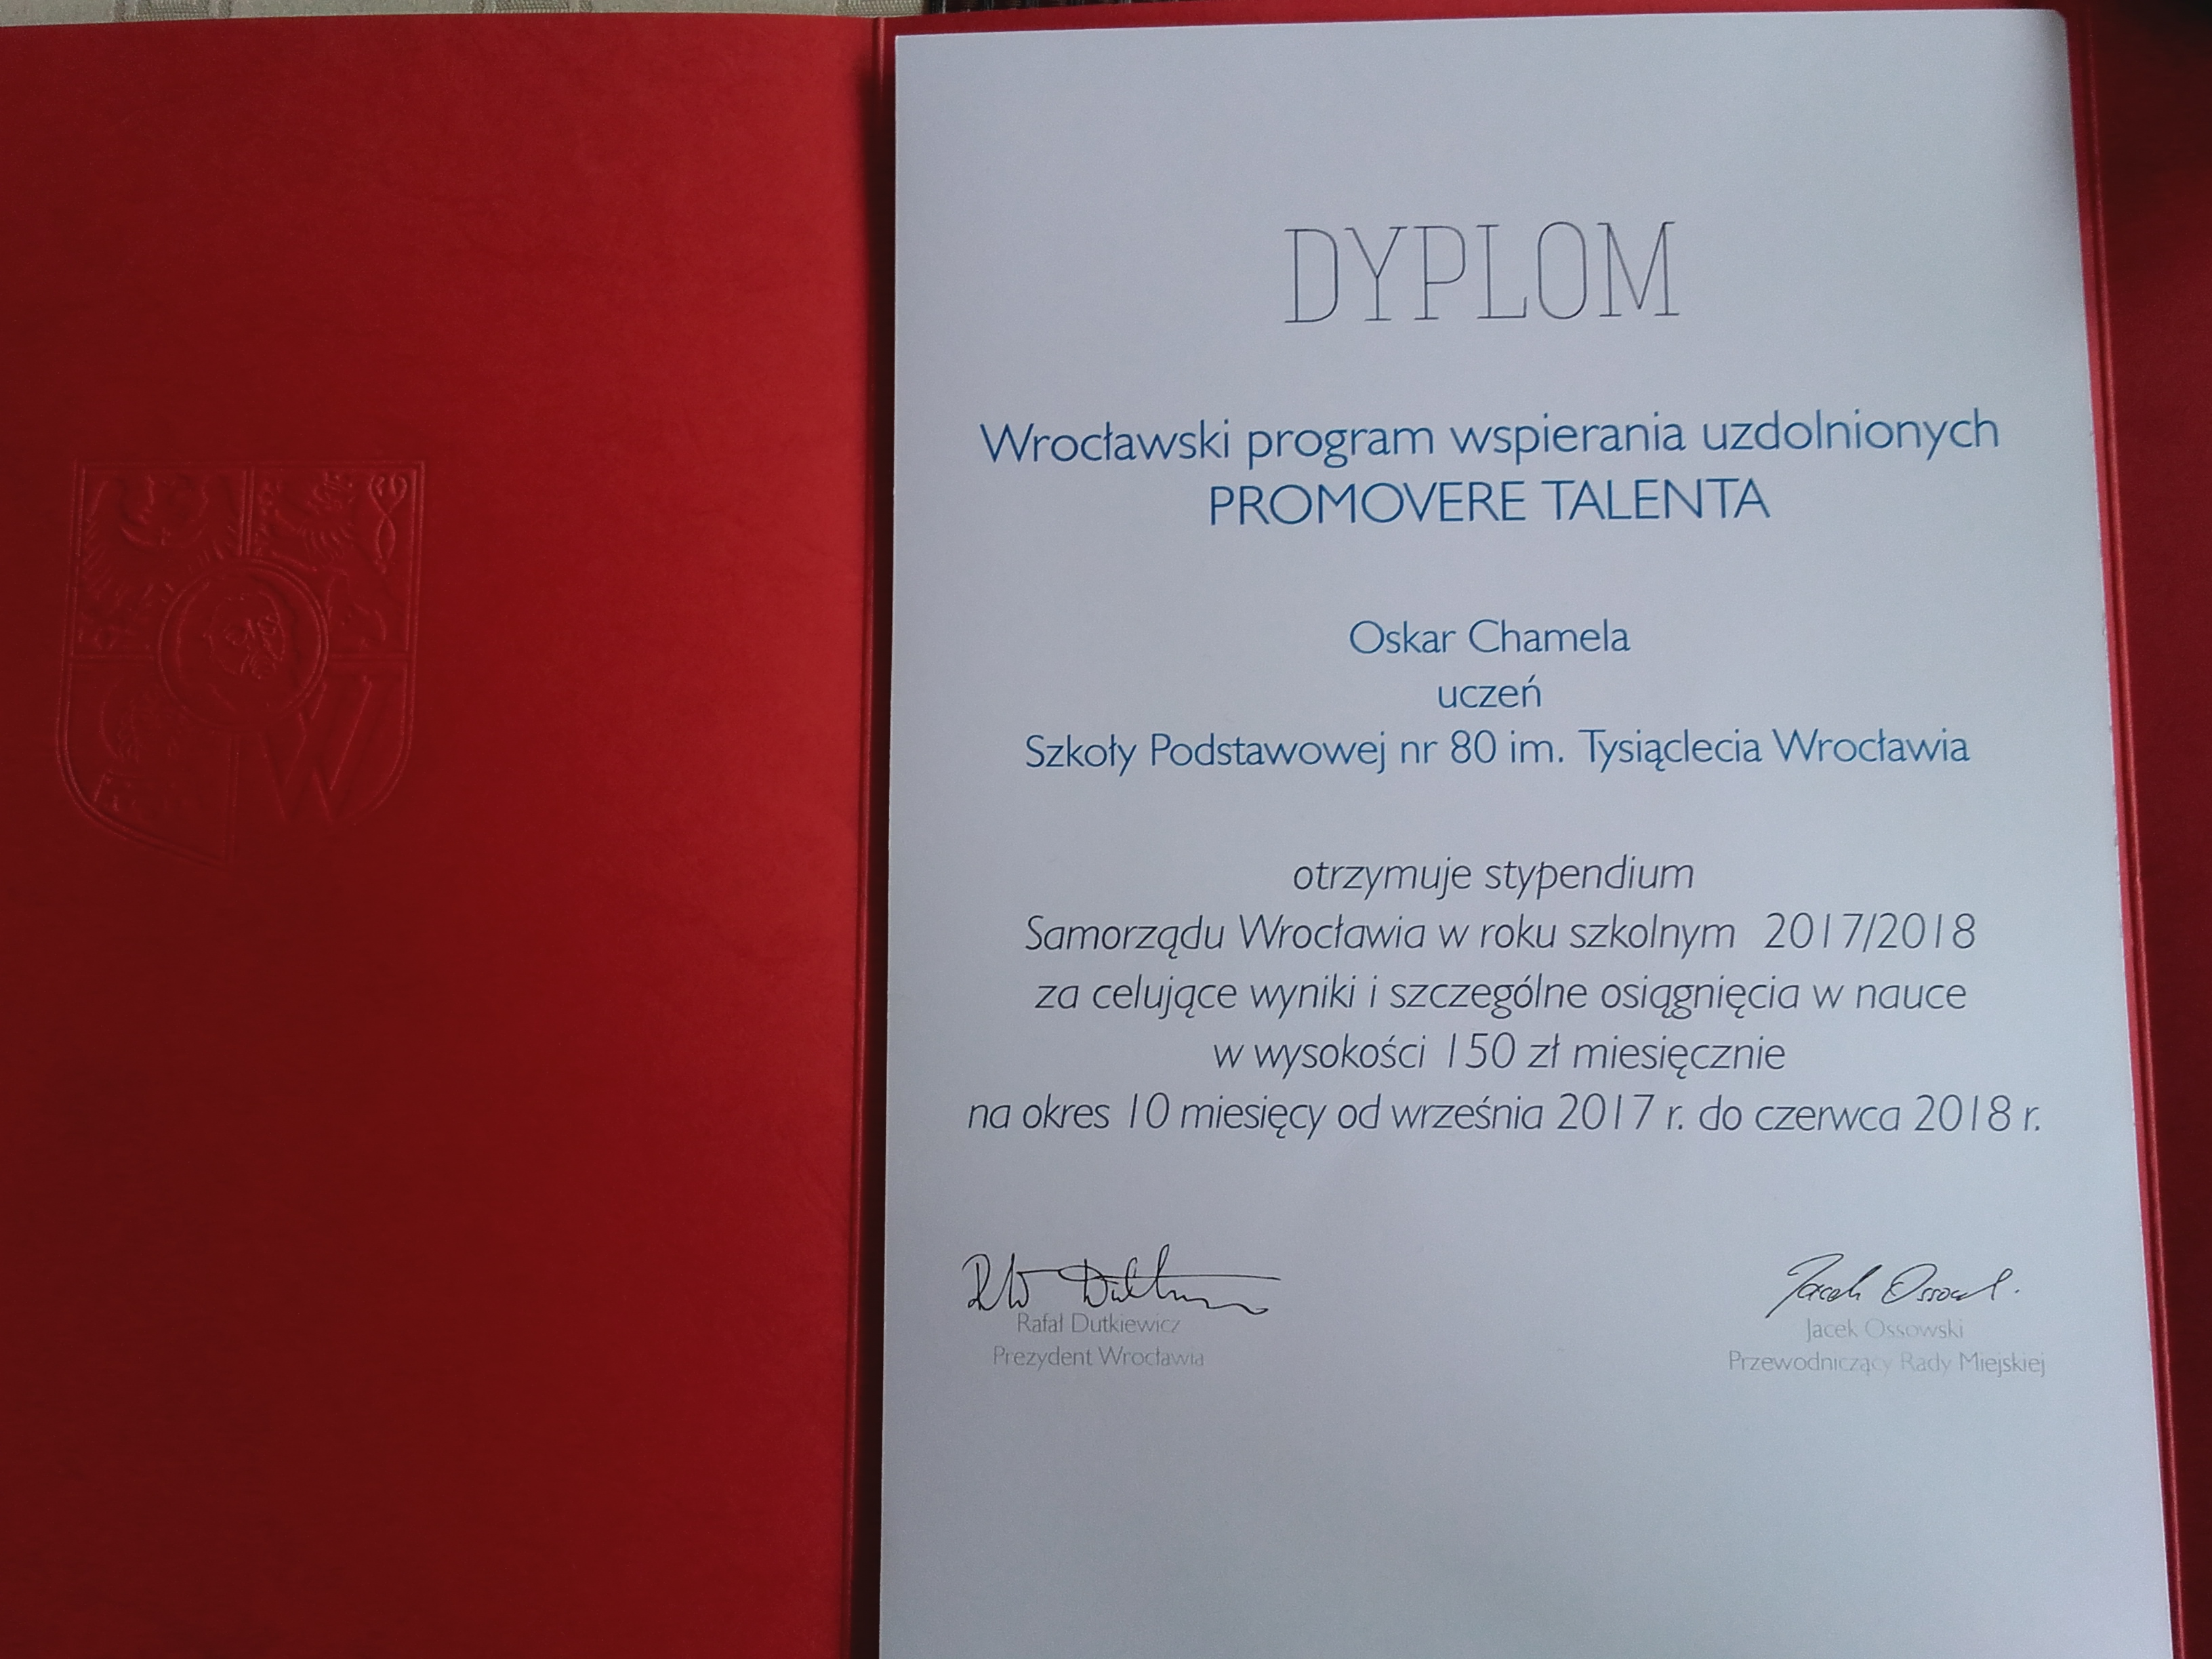 DYPLOM
Wrocławski program wspierania uzdolnionych
PROMOVERE TALENTA
Oskar Chamela
uczeń
Szkoły Podstawowej nr 80 im. Tysiąclecia Wrocławia
otrzymuje stypendium
Samorządu Wrocławia w roku szkolnym 2017/2018
za celujące wyniki i szczególne osiągnięcia w nauce
w wysokości 150 zł miesięcznie
na okres 10 miesięcy od września 2017 r. do czerwca 2018 r.
Rafał Dutkiewicz
Prezydent Wrocławia
Jacek Ossowski
Przewodniczący Rady Miejskiej
W